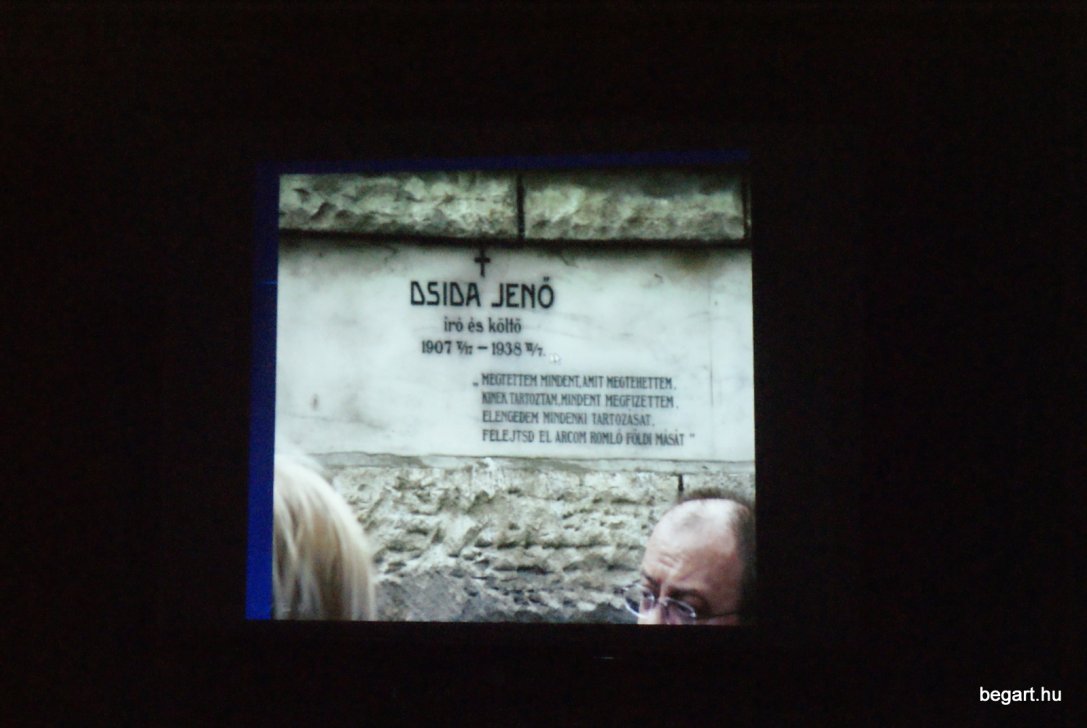 DSIDA JENŐ
író és költő
1907 V/17 – 1938 VI/7.
„ MEGTETTEM MINDENT, AMIT MEGTEHETTEM,
KINEK TARTOZTAM, MINDENT MEGFIZETTEM,
ELENGEDEM MINDENKI TARTOZÁSÁT,
FELEJTSD EL ARCOM ROMLÓ FÖLDI MÁSÁT "
begart.hu